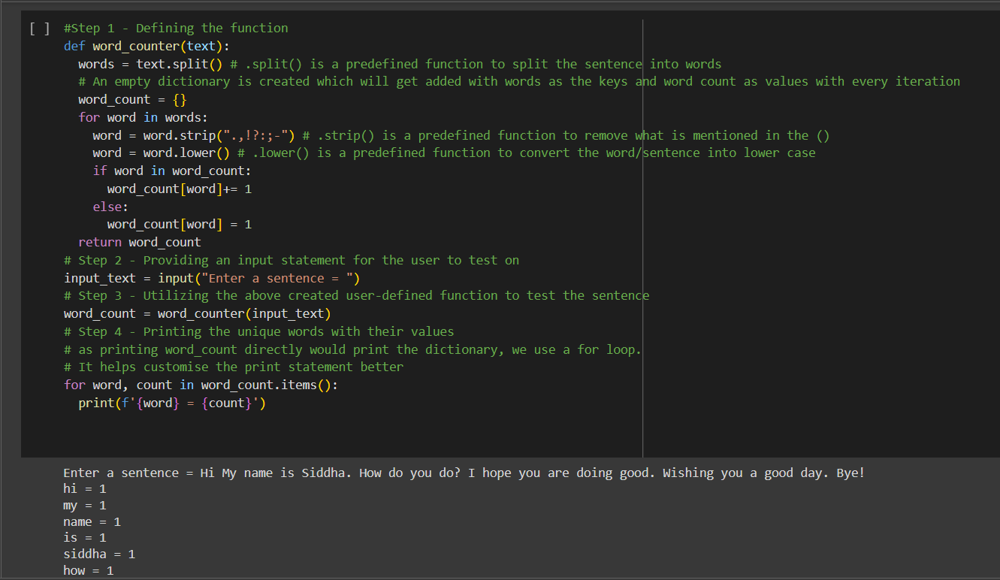 [ ] #Step 1 - Defining the function
def word_counter(text):
words = text.split() # .split() is a predefined function to split the sentence into words
# An empty dictionary is created which will get added with words as the keys and word count as values with every iteration
word_count = {}
for word in words:
word = word.strip(".,!?:;-") # .strip() is a predefined function to remove what is mentioned in the ()
word = word.lower() # .lower() is a predefined function to convert the word/sentence into lower case
if word in word_count:
word_count[word]+= 1
else:
word_count[word] = 1
return word_count
# Step 2 - Providing an input statement for the user to test on
input_text = input("Enter a sentence = ")
# Step 3 - Utilizing the above created user-defined function to test the sentence
word_count = word_counter(input_text)
# Step 4 - Printing the unique words with their values
# as printing word_count directly would print the dictionary, we use a for loop.
# It helps customise the print statement better
for word, count in word_count.items():
print(f'{word} = {count}')
Enter a sentence = Hi My name is Siddha. How do you do? I hope you are doing good. Wishing you a good day. Bye!
hi = 1
my = 1
name = 1
is = 1
siddha = 1
how = 1